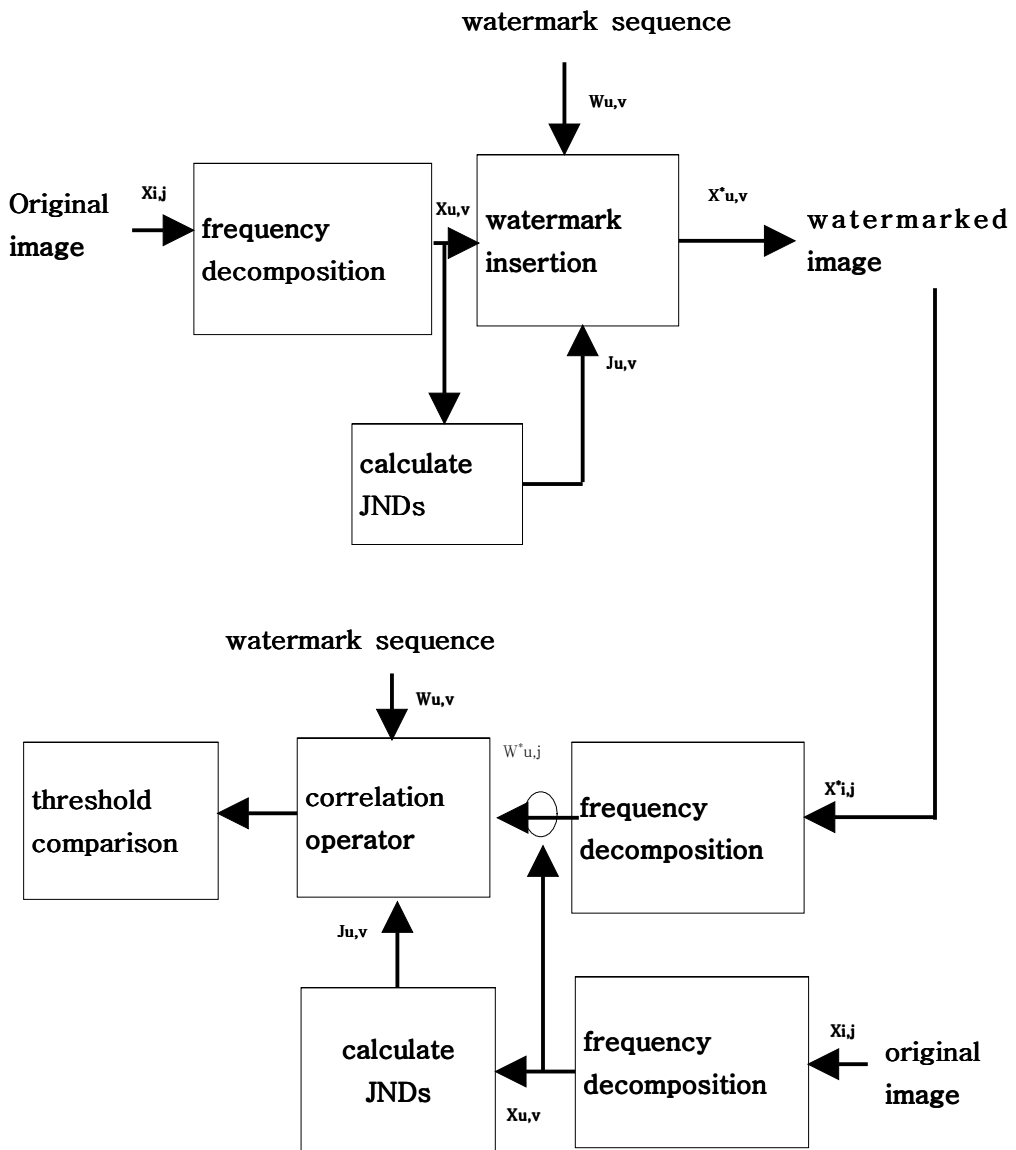 watermark sequence
Wu,v
Original
image
Xi,j
frequency
decomposition
Xu,v
watermark
insertion
X*u,v
watermarked
image
Ju,v
calculate
JNDs
watermark sequence
Wu,v
threshold
comparison
correlation
operator
W*u,j
frequency
decomposition
X*i,j
Ju,v
calculate
JNDs
Xu,v
frequency
decomposition
Xi,j
original
image